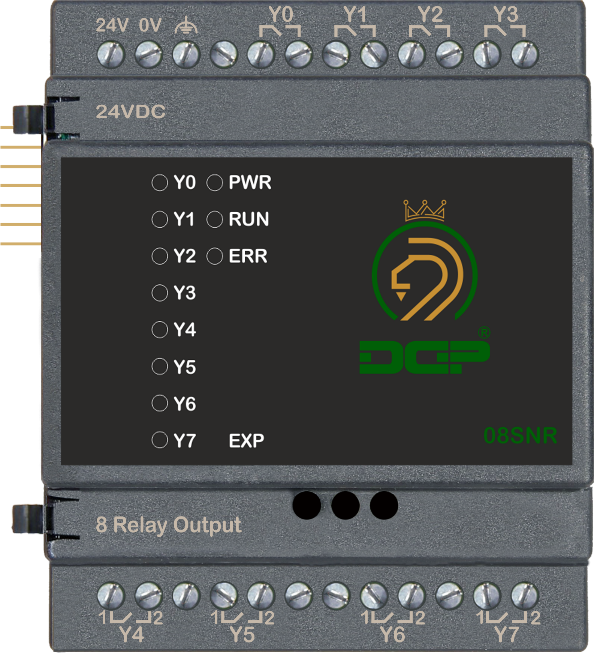 24V 0V Y0 Y1 Y2 Y3
24VDC
Y0 PWR
Y1 RUN
Y2 ERR
Y3
Y4
Y5
Y6
Y7 EXP
DGP®
08SNR
8 Relay Output
1 2 1 2 1 2 1 2
Y4 Y5 Y6 Y7